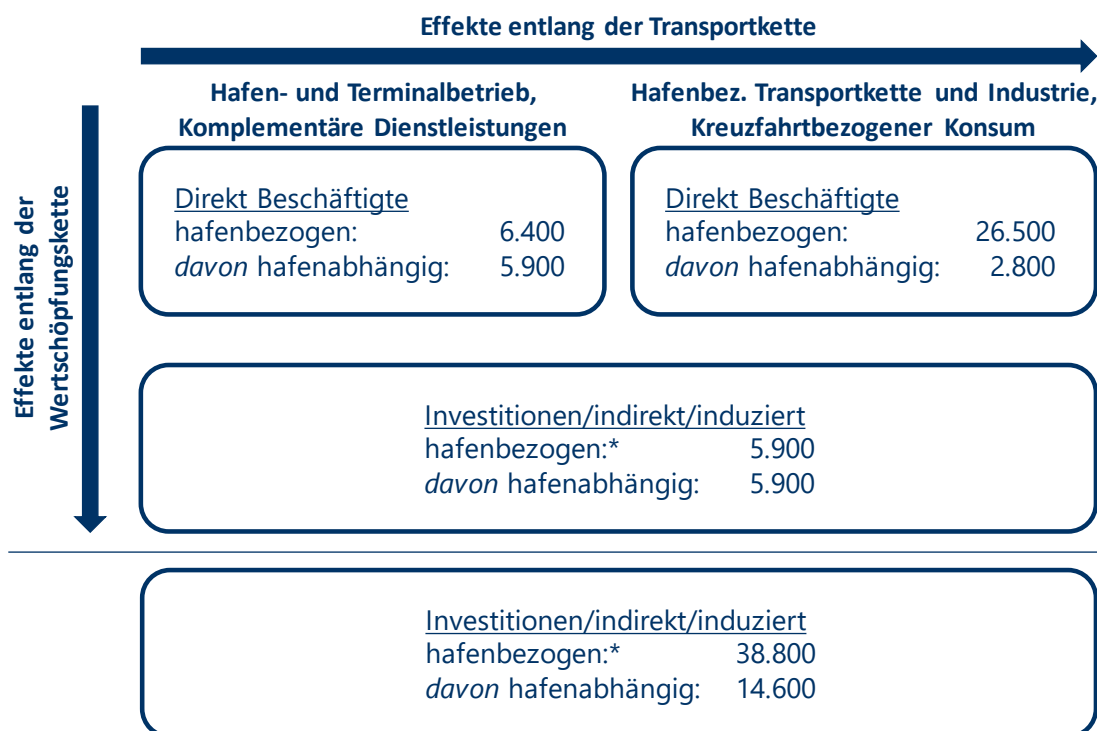 Effekte entlang der Transportkette
Hafen- und Terminalbetrieb,
Komplementäre Dienstleistungen
Hafenbez. Transportkette und Industrie,
Kreuzfahrtbezogener Konsum
Effekte entlang der
Wertschöpfungskette
Direkt Beschäftigte
hafenbezogen: 6.400
davon hafenabhängig: 5.900
Direkt Beschäftigte
hafenbezogen: 26.500
davon hafenabhängig: 2.800
Investitionen/indirekt/induziert
hafenbezogen:* 5.900
davon hafenabhängig: 5.900
Investitionen/indirekt/induziert
hafenbezogen:* 38.800
davon hafenabhängig: 14.600